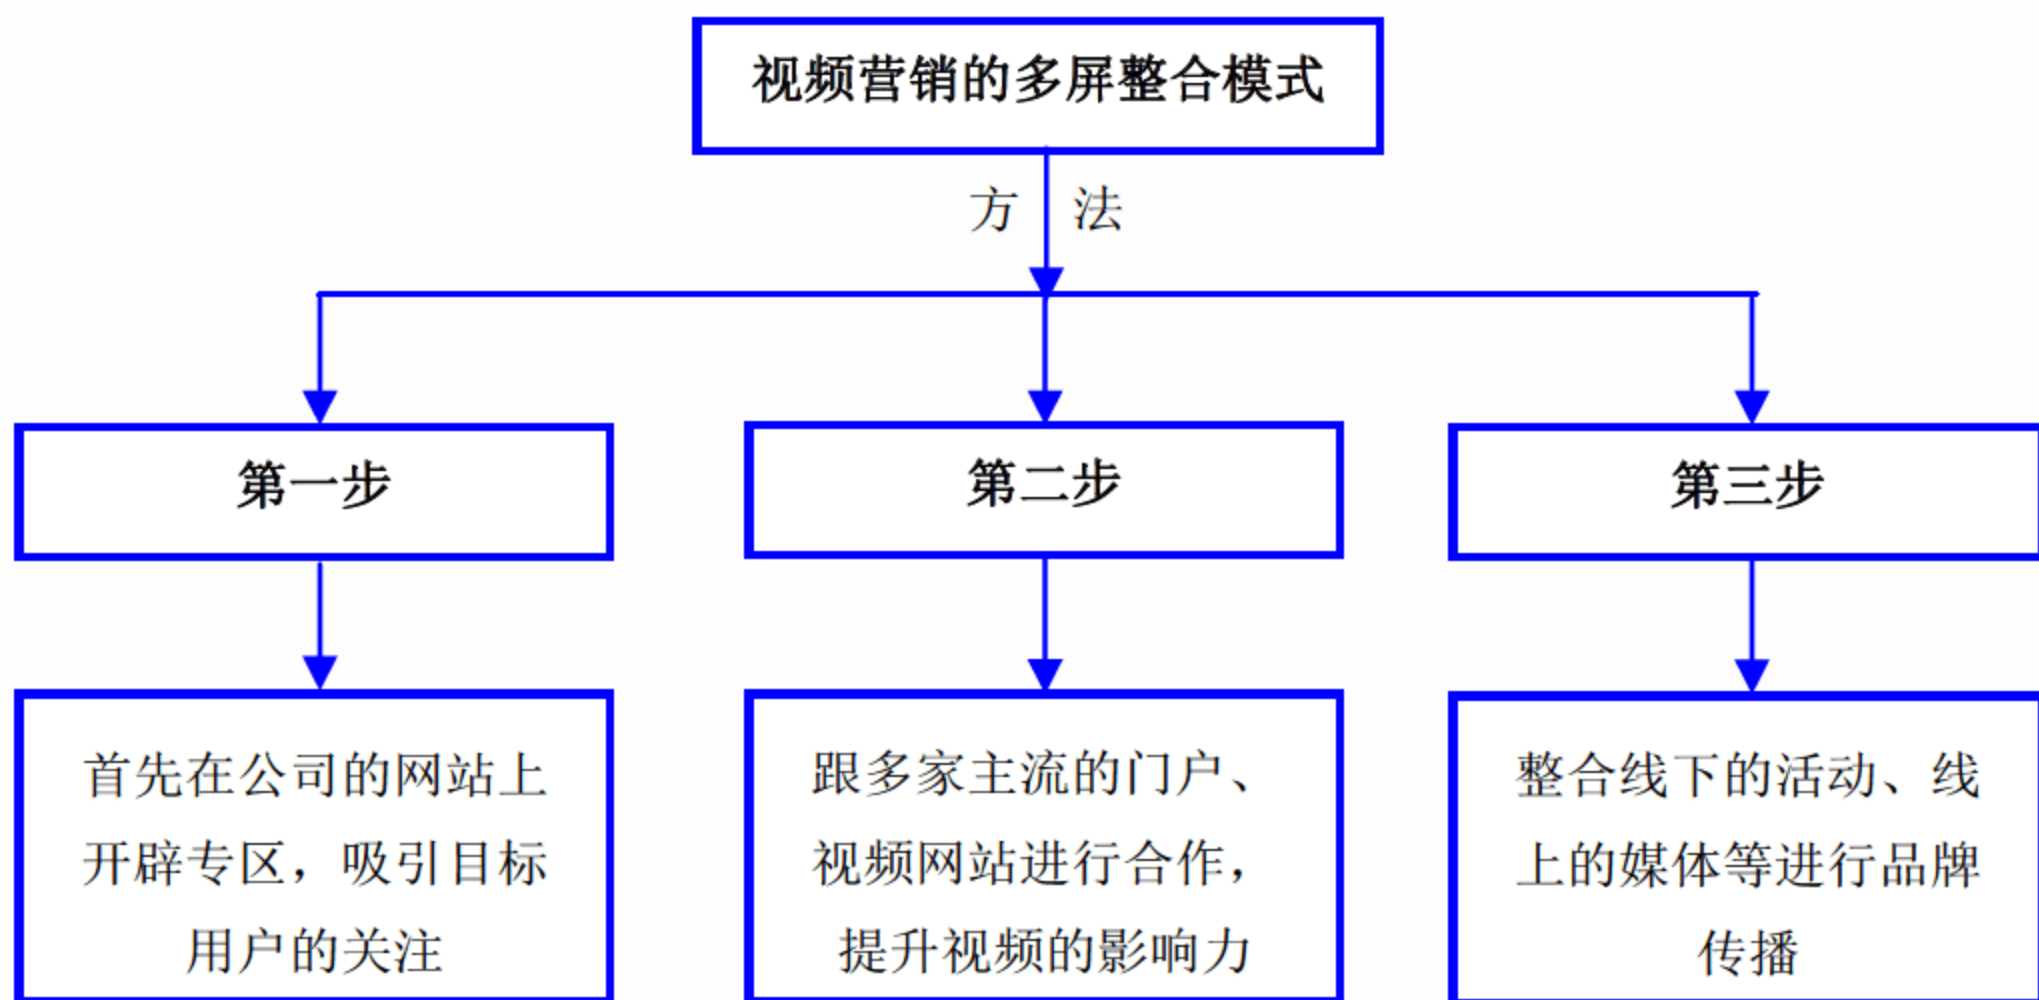 视频营销的多屏整合模式
方 法
第一步
第二步
第三步
首先在公司的网站上
开辟专区，吸引目标
用户的关注
跟多家主流的门户、
视频网站进行合作，
提升视频的影响力
整合线下的活动、线
上的媒体等进行品牌
传播